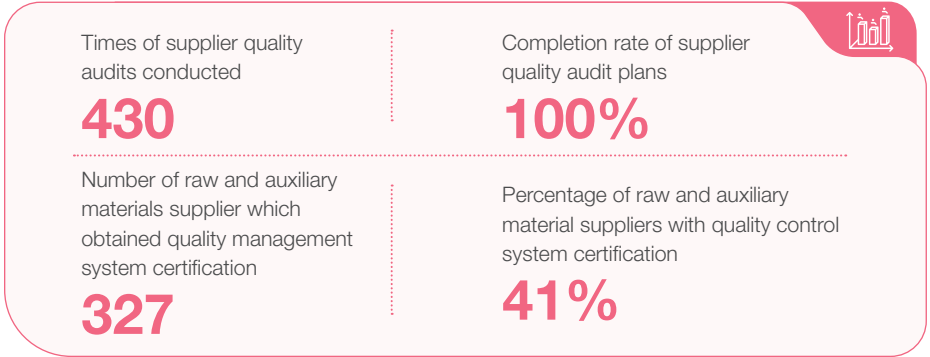 Times of supplier quality
audits conducted
430
Completion rate of supplier
quality audit plans
100%
Number of raw and auxiliary
materials supplier which
obtained quality management
system certification
327
Percentage of raw and auxiliary
material suppliers with quality control
system certification
41%